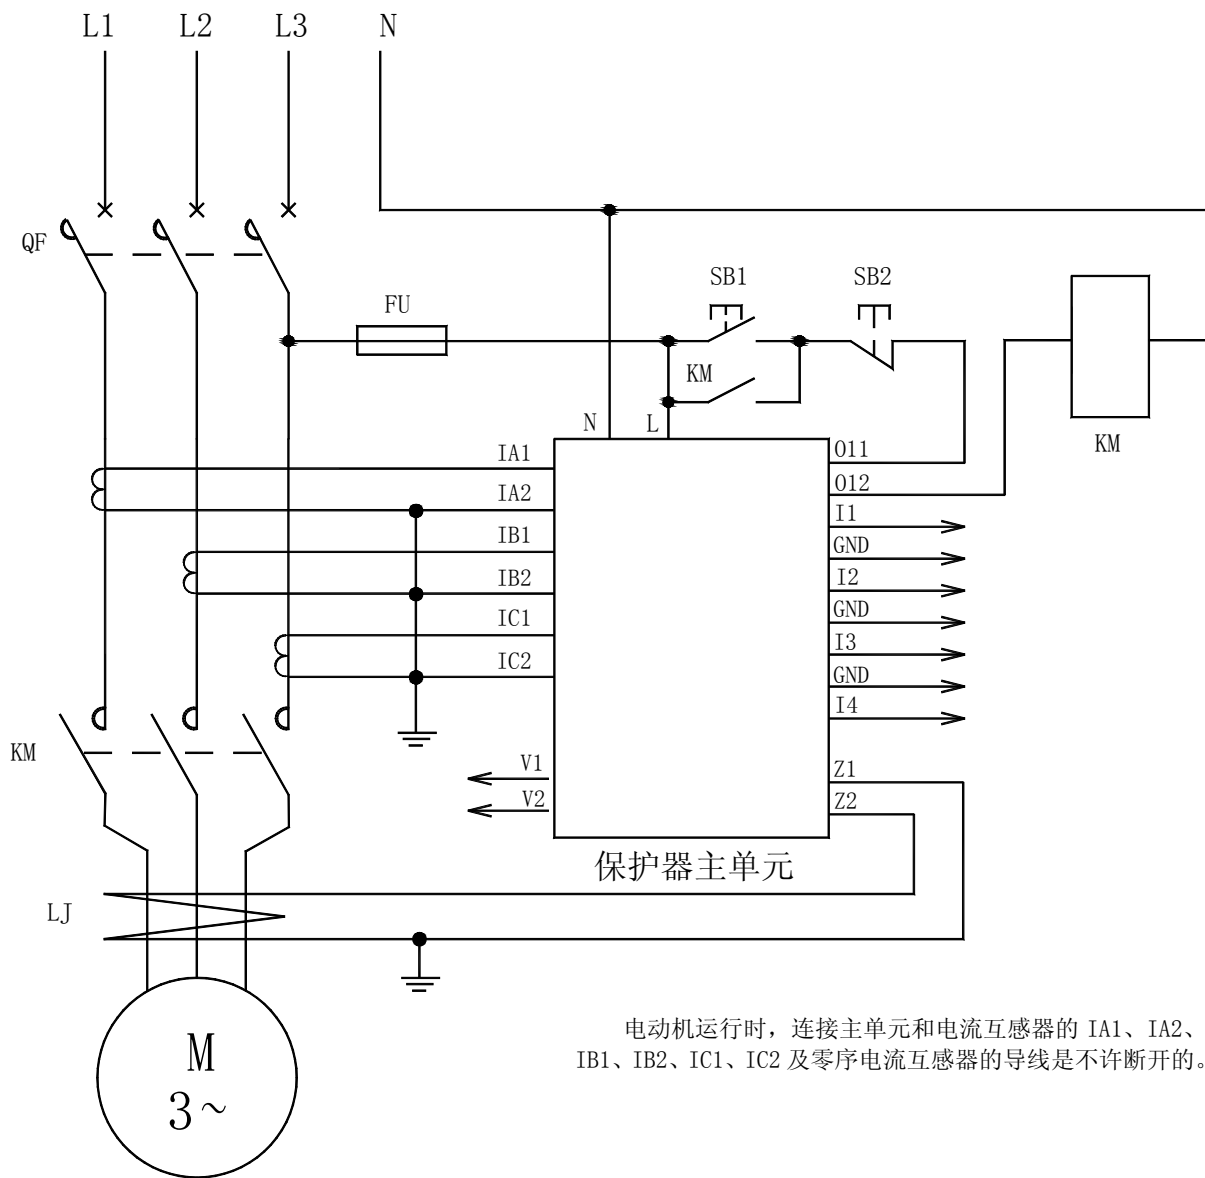 L1 L2 L3 N
QF
SB1 SB2
FU
KM
N L
KM
IA1 O11
IA2 O12
I1
IB1 GND
IB2 I2
GND
IC1
I3
IC2 GND
I4
KM
V1 Z1
V2 Z2
保护器主单元
LJ
电动机运行时，连接主单元和电流互感器的 IA1、IA2、
IB1、IB2、IC1、IC2 及零序电流互感器的导线是不许断开的。
M
3~